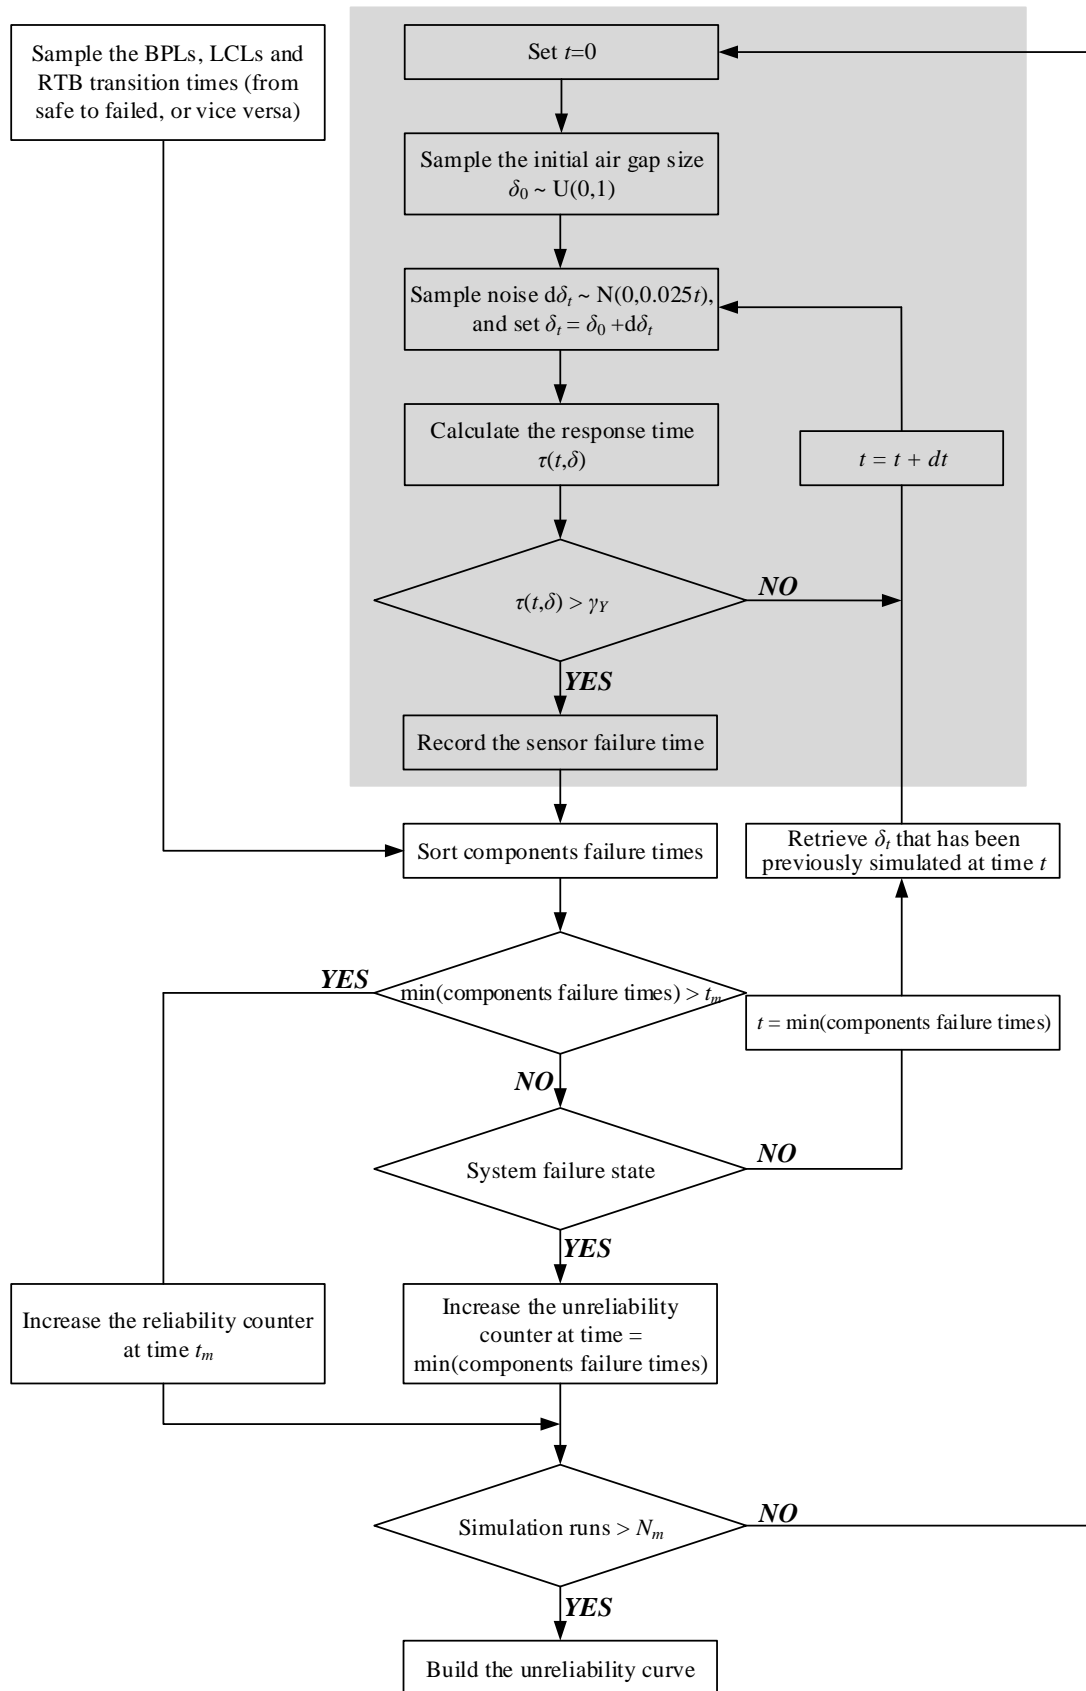 Sample the BPLs, LCLs and
RTB transition times (from
safe to failed, or vice versa)
Set t=0
Sample the initial air gap size
δ₀ ~ U(0,1)
Sample noise dδₜ ~ N(0,0.025t),
and set δₜ = δ₀ +dδₜ
Calculate the response time
τ(t,δ)
t = t + dt
τ(t,δ) > γ_Y
NO
YES
Record the sensor failure time
Sort components failure times
Retrieve δₜ that has been
previously simulated at time t
YES
min(components failure times) > tₘ
t = min(components failure times)
NO
System failure state
NO
YES
Increase the reliability counter
at time tₘ
Increase the unreliability
counter at time =
min(components failure times)
Simulation runs > Nₘ
NO
YES
Build the unreliability curve